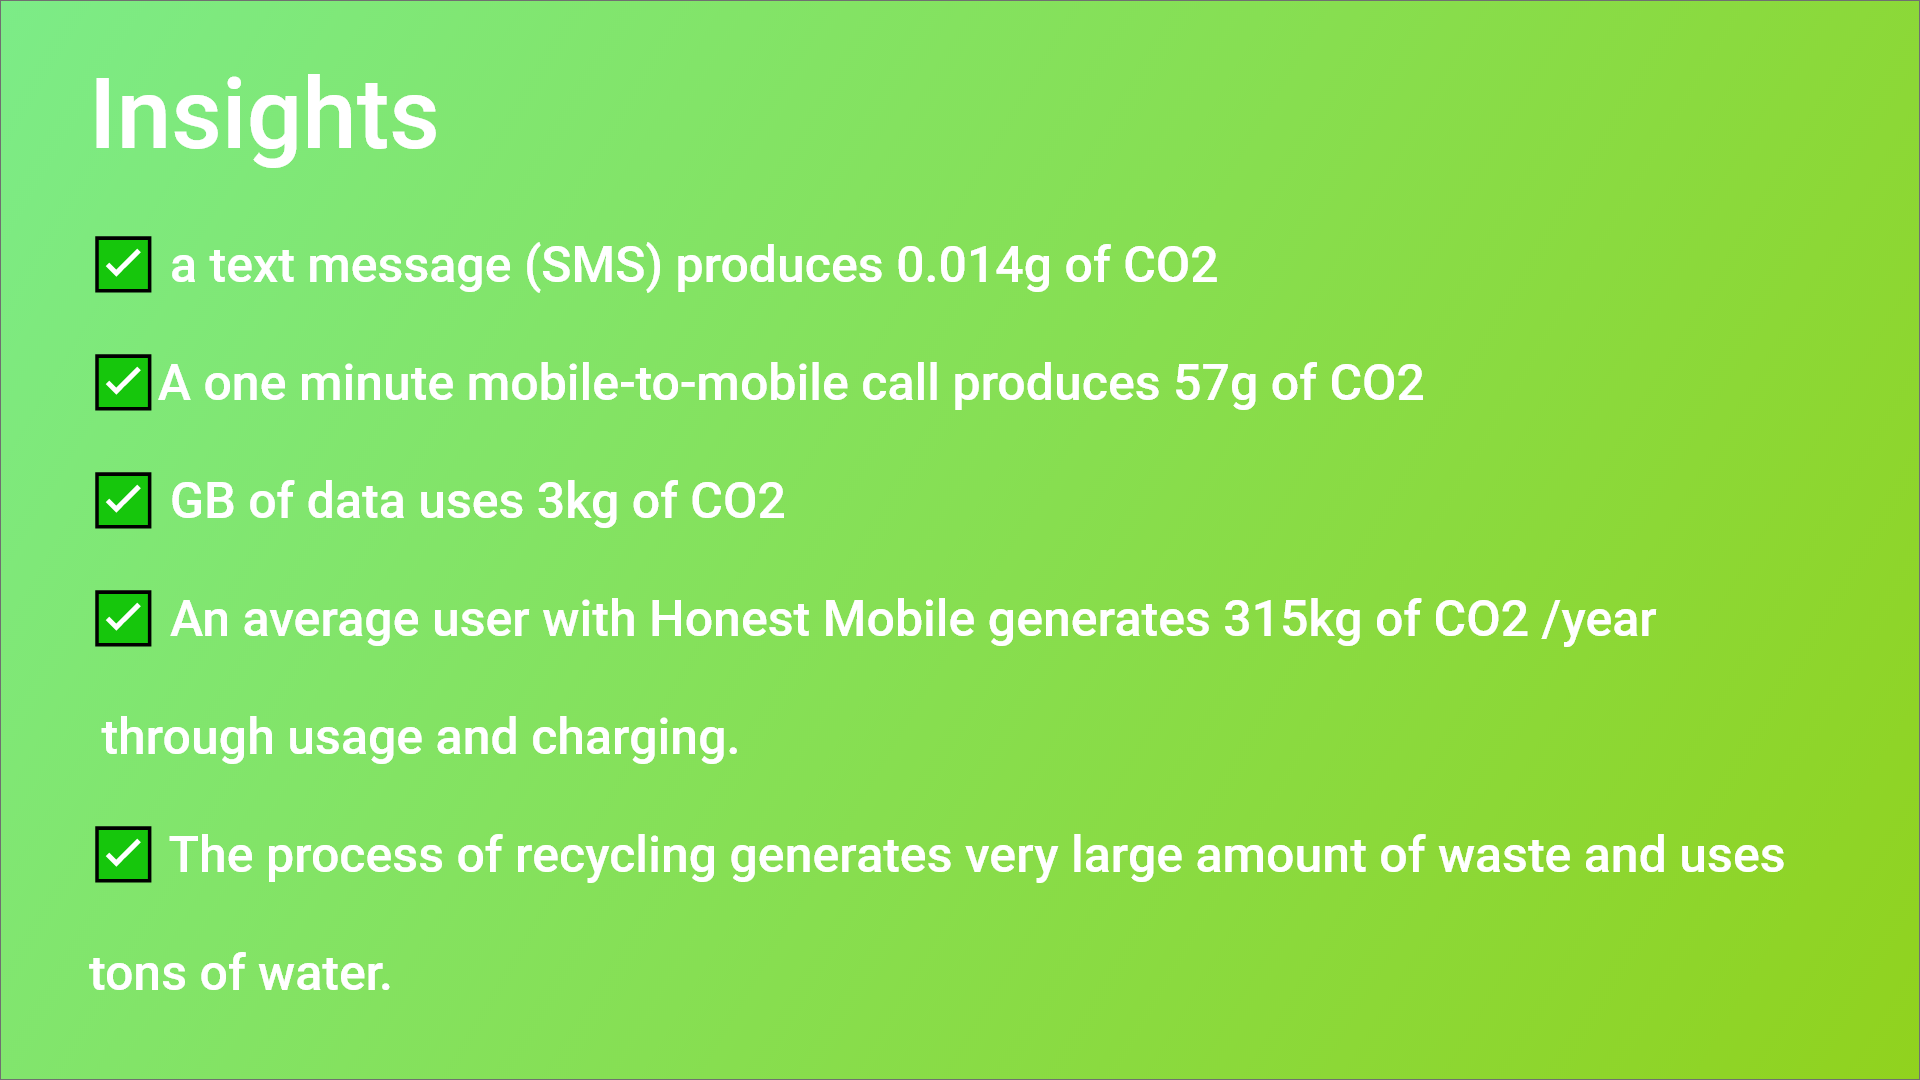 Insights
a text message (SMS) produces 0.014g of CO2
A one minute mobile-to-mobile call produces 57g of CO2
GB of data uses 3kg of CO2
An average user with Honest Mobile generates 315kg of CO2 /year
through usage and charging.
The process of recycling generates very large amount of waste and uses
tons of water.